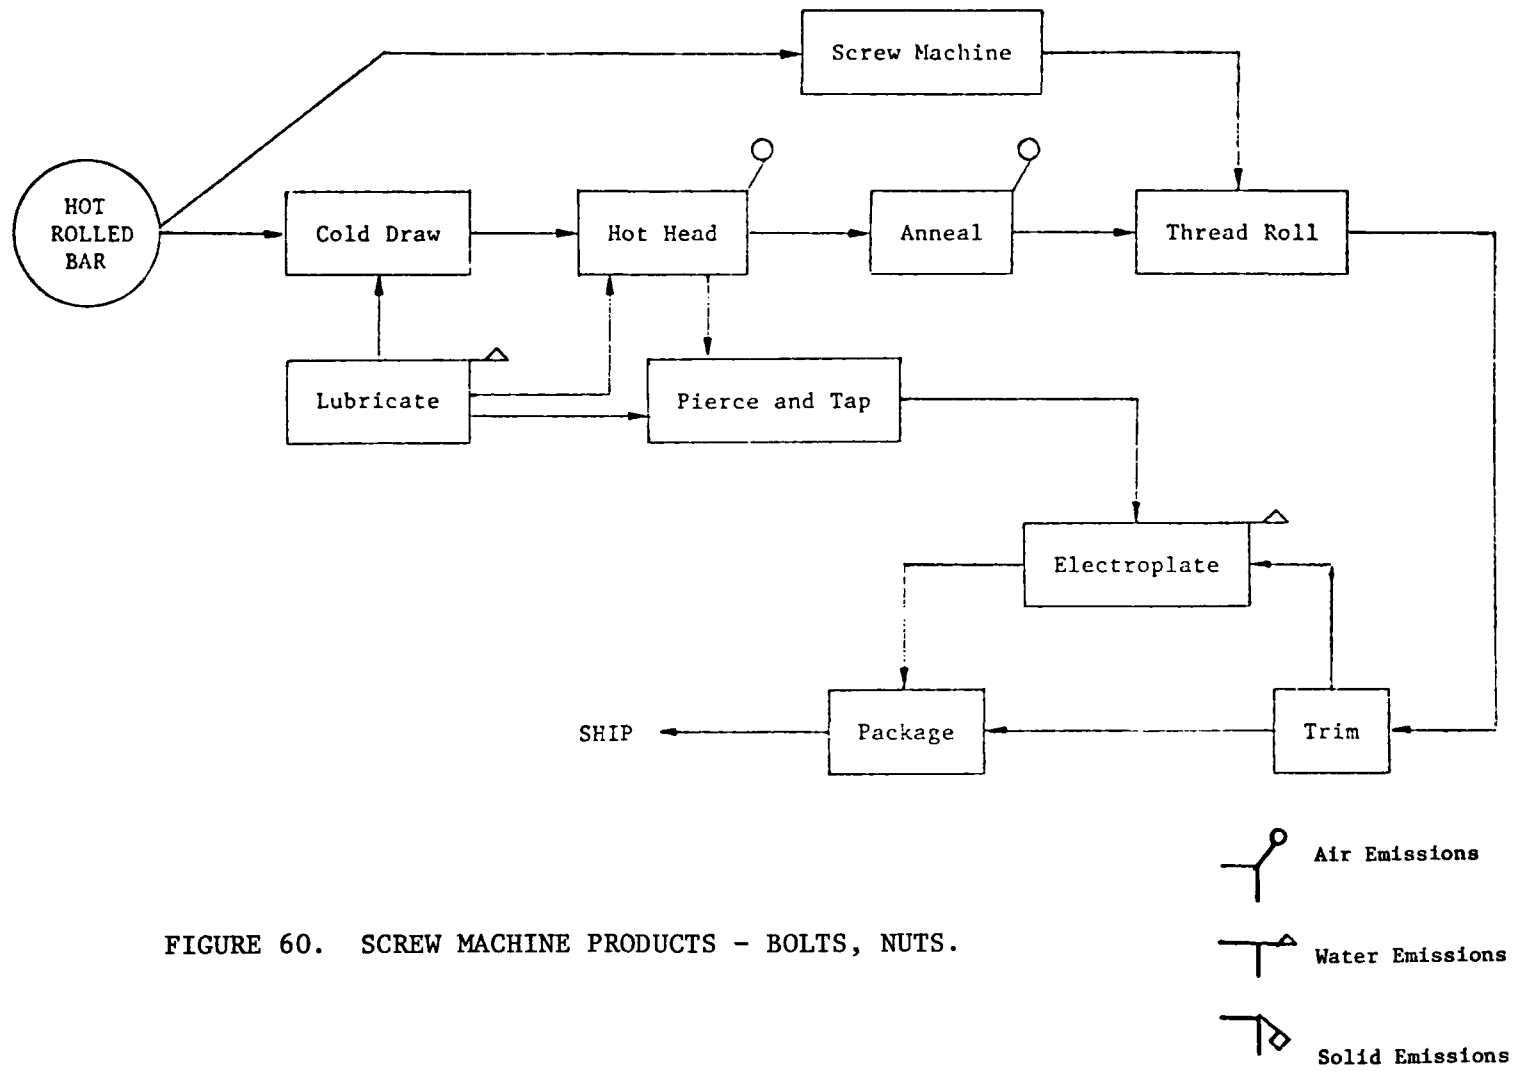 Screw Machine
HOT
ROLLED
BAR
Cold Draw
Hot Head
Anneal
Thread Roll
Lubricate
Pierce and Tap
Electroplate
SHIP
Package
Trim
Air Emissions
FIGURE 60. SCREW MACHINE PRODUCTS - BOLTS, NUTS.
Water Emissions
Solid Emissions